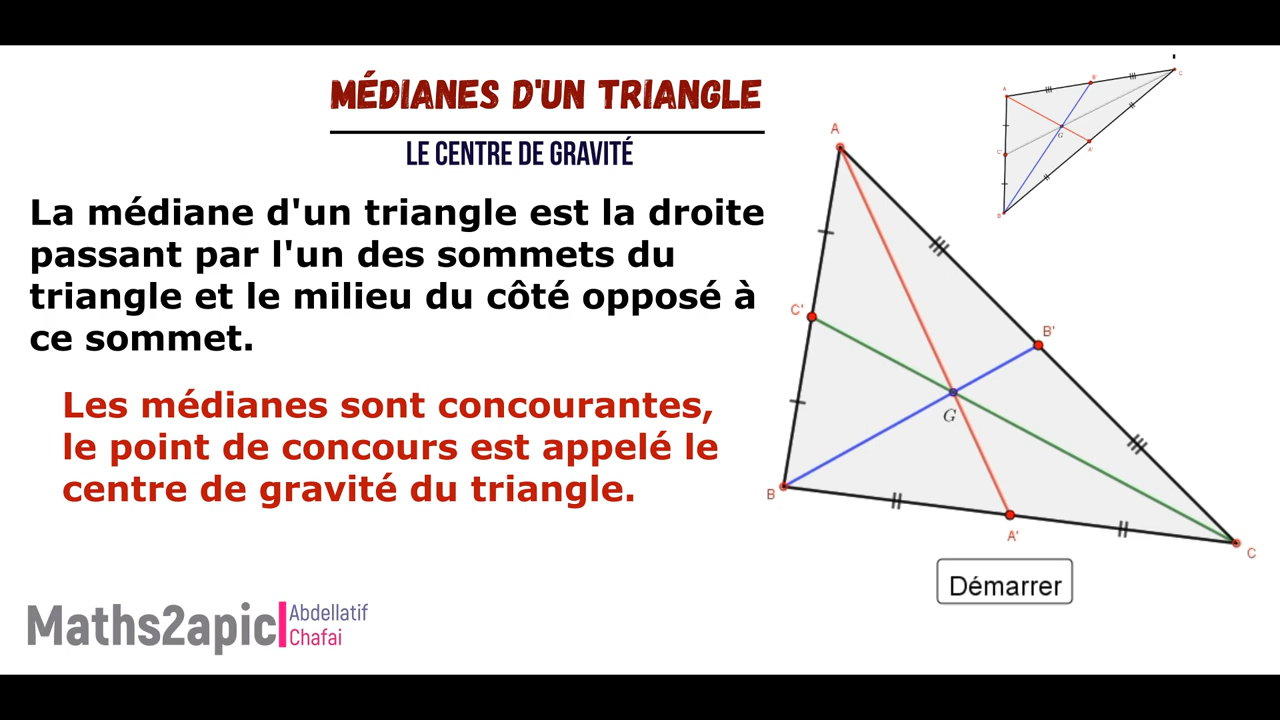 MÉDIANES D'UN TRIANGLE
LE CENTRE DE GRAVITÉ
La médiane d'un triangle est la droite
passant par l'un des sommets du
triangle et le milieu du côté opposé à
ce sommet.
Les médianes sont concourantes,
le point de concours est appelé le
centre de gravité du triangle.
A
C'
B'
G
B
A'
C
Démarrer
Maths2apic
Abdellatif
Chafai
A
B'
C'
G
A'